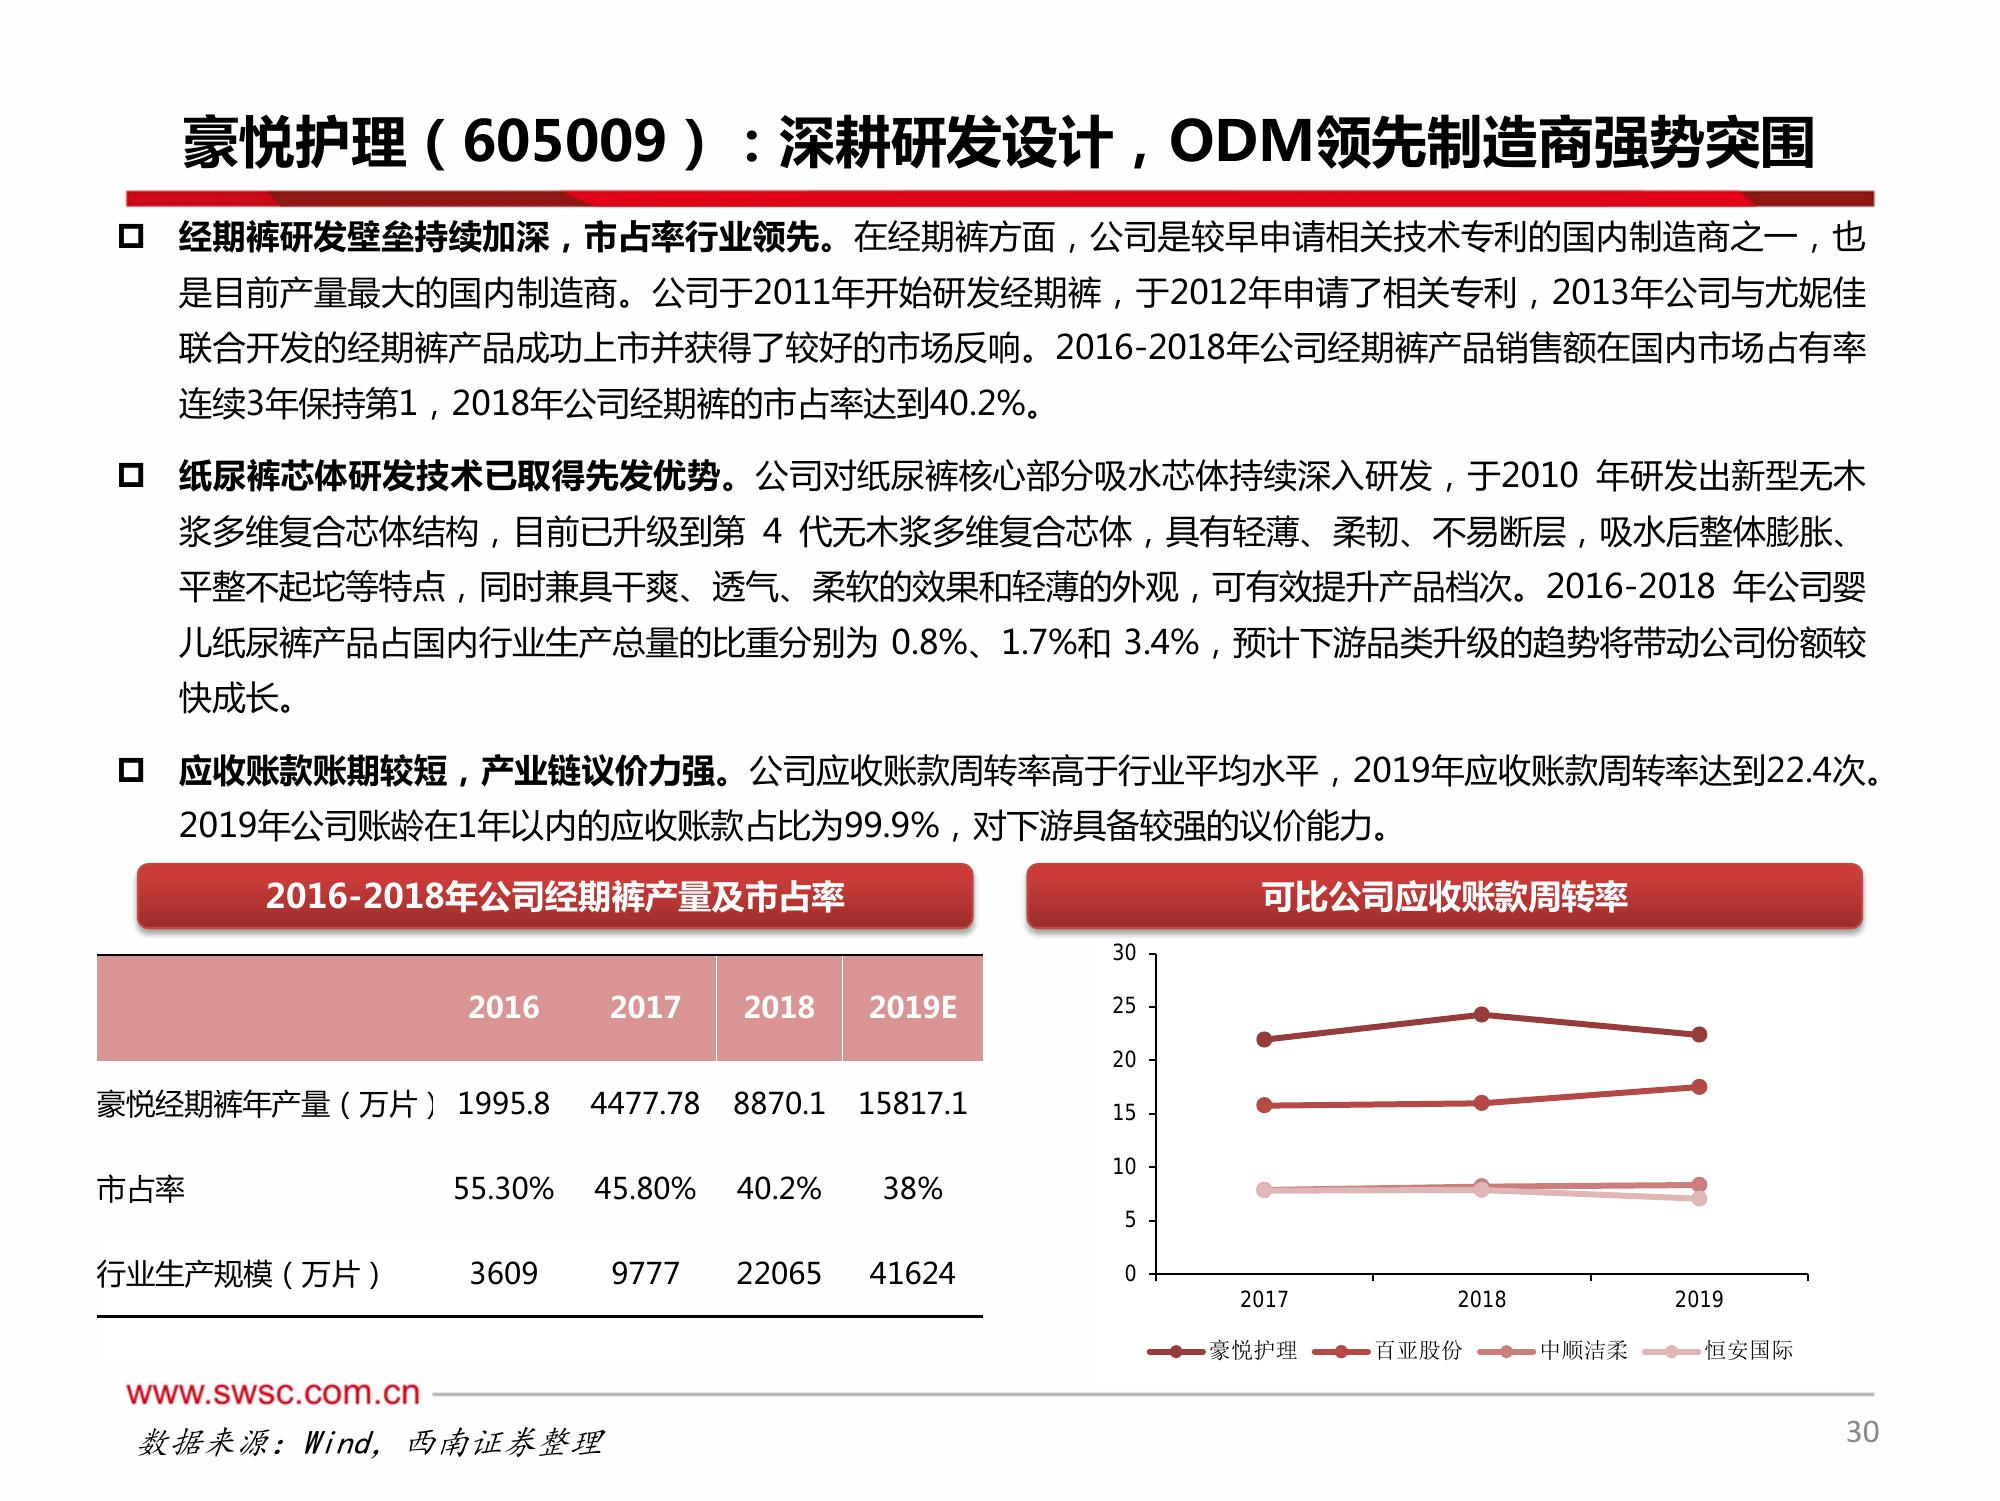 豪悦护理（605009）：深耕研发设计，ODM领先制造商强势突围
经期裤研发壁垒持续加深，市占率行业领先。在经期裤方面，公司是较早申请相关技术专利的国内制造商之一，也
是目前产量最大的国内制造商。公司于2011年开始研发经期裤，于2012年申请了相关专利，2013年公司与尤妮佳
联合开发的经期裤产品成功上市并获得了较好的市场反响。2016-2018年公司经期裤产品销售额在国内市场占有率
连续3年保持第1，2018年公司经期裤的市占率达到40.2%。
纸尿裤芯体研发技术已取得先发优势。公司对纸尿裤核心部分吸水芯体持续深入研发，于2010 年研发出新型无木
浆多维复合芯体结构，目前已升级到第 4 代无木浆多维复合芯体，具有轻薄、柔韧、不易断层，吸水后整体膨胀、
平整不起坨等特点，同时兼具干爽、透气、柔软的效果和轻薄的外观，可有效提升产品档次。2016-2018 年公司婴
儿纸尿裤产品占国内行业生产总量的比重分别为 0.8%、1.7%和 3.4%，预计下游品类升级的趋势将带动公司份额较
快成长。
应收账款账期较短，产业链议价力强。公司应收账款周转率高于行业平均水平，2019年应收账款周转率达到22.4次。
2019年公司账龄在1年以内的应收账款占比为99.9%，对下游具备较强的议价能力。
2016-2018年公司经期裤产量及市占率
2016 2017 2018 2019E
豪悦经期裤年产量（万片） 1995.8 4477.78 8870.1 15817.1
市占率 55.30% 45.80% 40.2% 38%
行业生产规模（万片） 3609 9777 22065 41624
可比公司应收账款周转率
30
25
20
15
10
5
0
2017 2018 2019
豪悦护理 百亚股份 中顺洁柔 恒安国际
www.swsc.com.cn
数据来源：Wind，西南证券整理
30